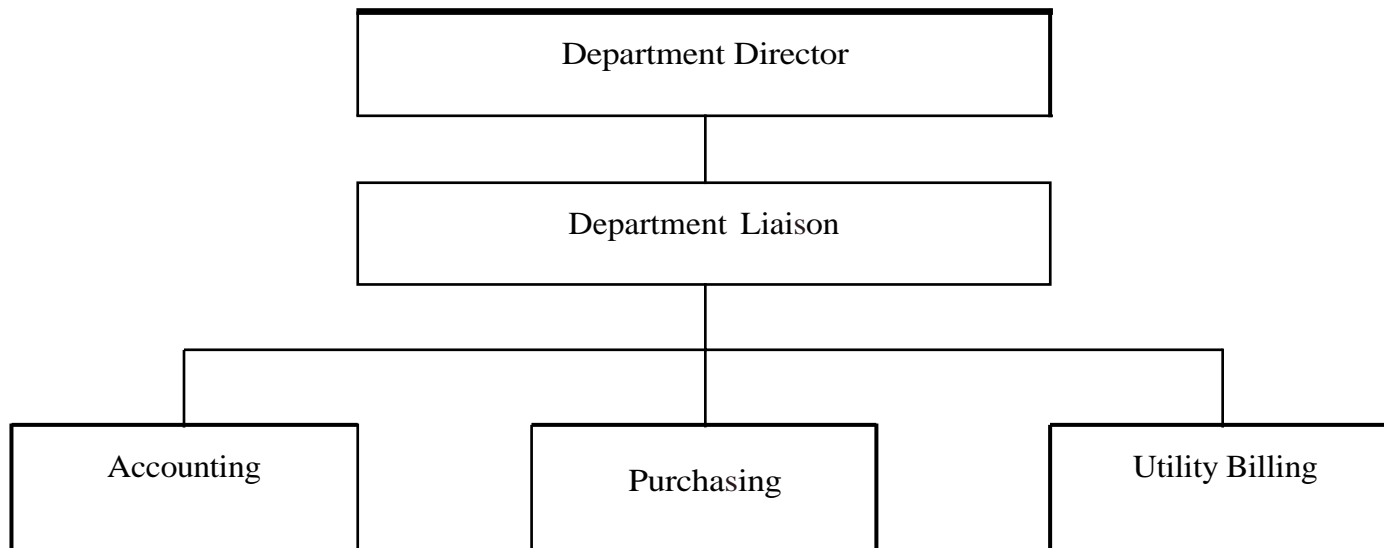 Department Director
Department Liaison
Accounting
Purchasing
Utility Billing